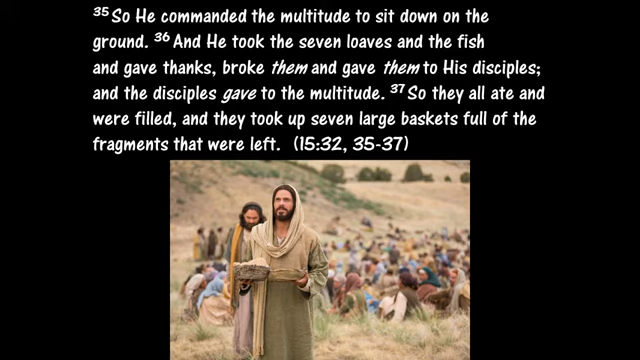 35 So He commanded the multitude to sit down on the
ground. 36 And He took the seven loaves and the fish
and gave thanks, broke them and gave them to His disciples;
and the disciples gave to the multitude. 37 So they all ate and
were filled, and they took up seven large baskets full of the
fragments that were left. (15:32, 35-37)